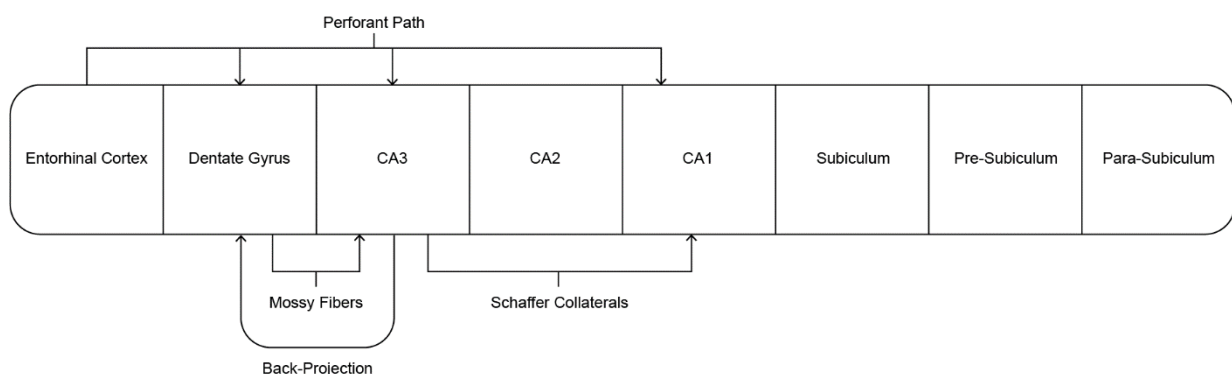 Perforant Path
Entorhinal Cortex
Dentate Gyrus
CA3
CA2
CA1
Subiculum
Pre-Subiculum
Para-Subiculum
Mossy Fibers
Schaffer Collaterals
Back-Projection